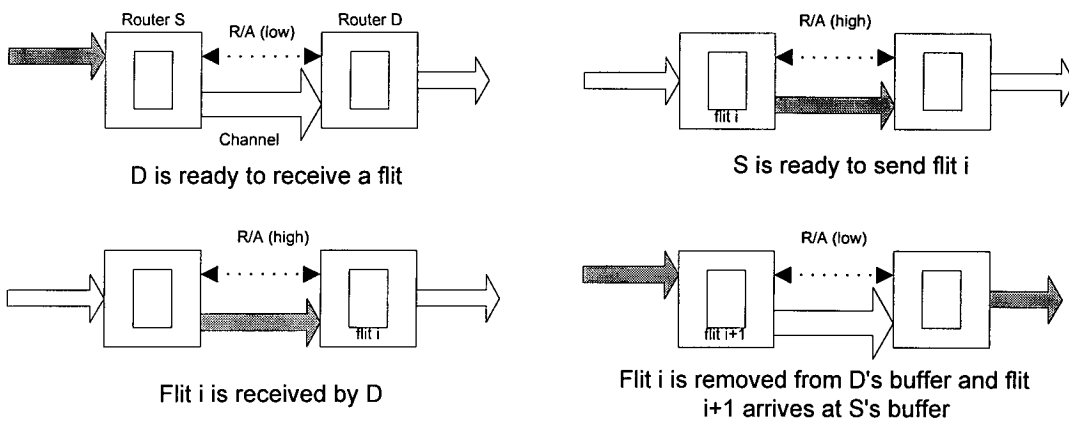 Router S
Router D
R/A (low)
Channel
D is ready to receive a flit
R/A (high)
flit i
S is ready to send flit i
R/A (high)
flit i
Flit i is received by D
R/A (low)
flit i+1
Flit i is removed from D's buffer and flit
i+1 arrives at S's buffer